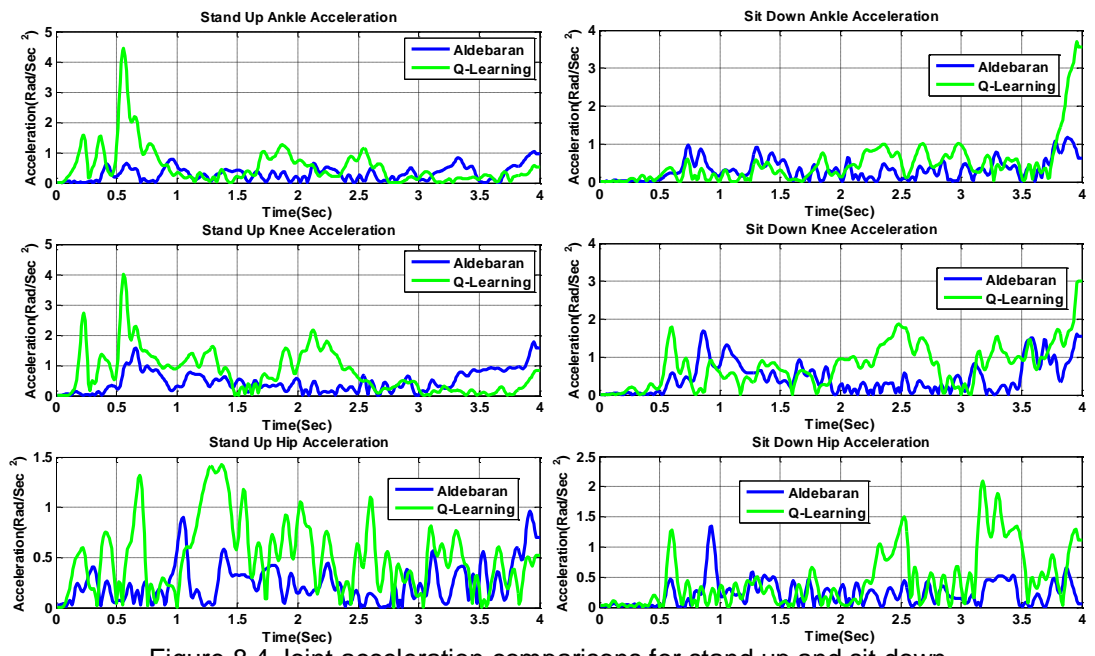 Stand Up Ankle Acceleration
Acceleration(Rad/Sec 2)
5
4
3
2
1
0
Aldebaran
Q-Learning
0 0.5 1 1.5 2 2.5 3 3.5 4
Time(Sec)
Sit Down Ankle Acceleration
Acceleration(Rad/Sec 2)
4
3
2
1
0
Aldebaran
Q-Learning
0 0.5 1 1.5 2 2.5 3 3.5 4
Time(Sec)
Stand Up Knee Acceleration
Acceleration(Rad/Sec 2)
5
4
3
2
1
0
Aldebaran
Q-Learning
0 0.5 1 1.5 2 2.5 3 3.5 4
Time(Sec)
Sit Down Knee Acceleration
Acceleration(Rad/Sec 2)
4
3
2
1
0
Aldebaran
Q-Learning
0 0.5 1 1.5 2 2.5 3 3.5 4
Time(Sec)
Stand Up Hip Acceleration
Acceleration(Rad/Sec 2)
1.5
1
0.5
0
Aldebaran
Q-Learning
0 0.5 1 1.5 2 2.5 3 3.5 4
Time(Sec)
Sit Down Hip Acceleration
Acceleration(Rad/Sec 2)
2.5
2
1.5
1
0.5
0
Aldebaran
Q-Learning
0 0.5 1 1.5 2 2.5 3 3.5 4
Time(Sec)
Figure 8.4 Joint acceleration comparisons for stand up and sit down